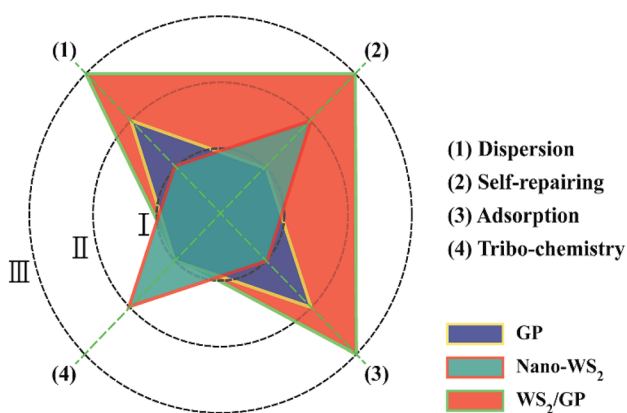 (1)
(2)
(1) Dispersion
(2) Self-repairing
(3) Adsorption
(4) Tribo-chemistry
Ⅰ
Ⅱ
Ⅲ
(4)
(3)
GP
Nano-WS₂
WS₂/GP